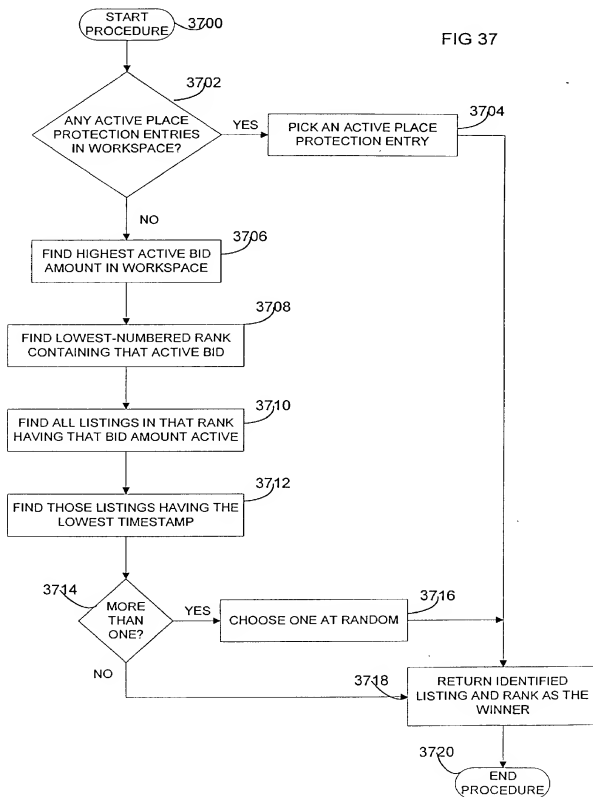 START
PROCEDURE
3700
FIG 37
3702
ANY ACTIVE PLACE
PROTECTION ENTRIES
IN WORKSPACE?
YES
3704
PICK AN ACTIVE PLACE
PROTECTION ENTRY
NO
3706
FIND HIGHEST ACTIVE BID
AMOUNT IN WORKSPACE
3708
FIND LOWEST-NUMBERED RANK
CONTAINING THAT ACTIVE BID
3710
FIND ALL LISTINGS IN THAT RANK
HAVING THAT BID AMOUNT ACTIVE
3712
FIND THOSE LISTINGS HAVING THE
LOWEST TIMESTAMP
3714
MORE
THAN
ONE?
YES
3716
CHOOSE ONE AT RANDOM
NO
3718
RETURN IDENTIFIED
LISTING AND RANK AS THE
WINNER
3720
END
PROCEDURE